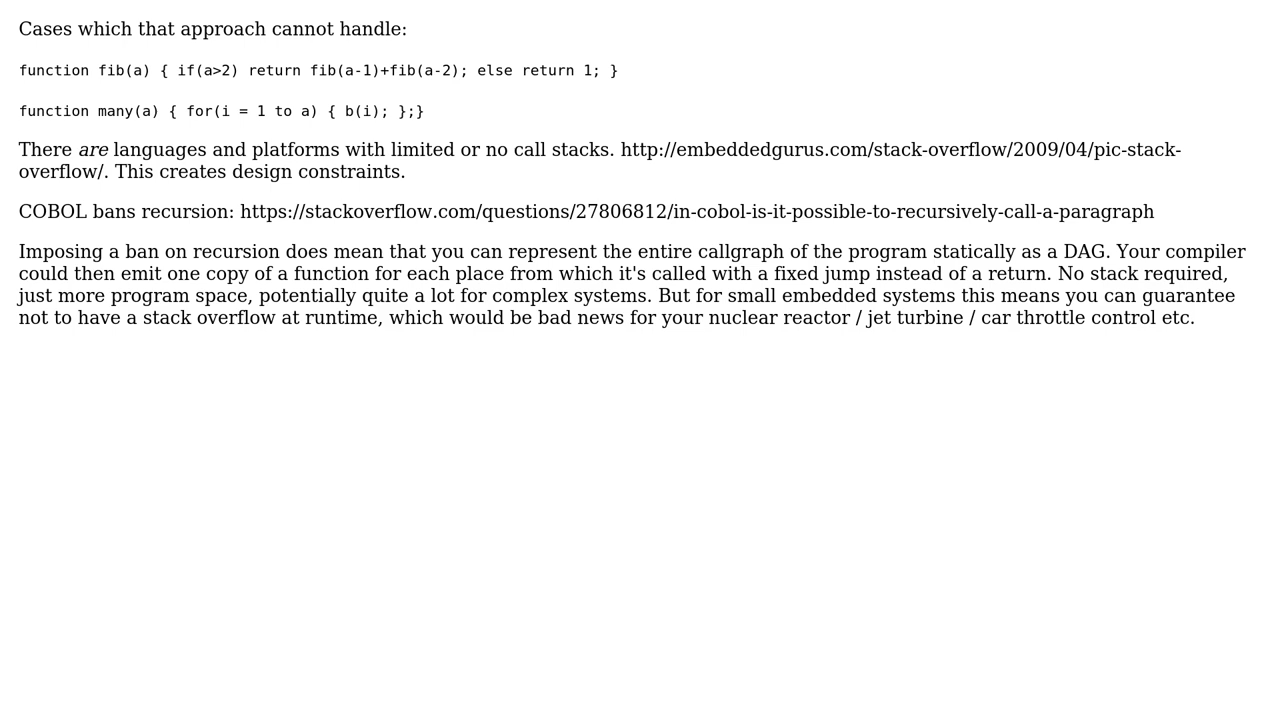 Cases which that approach cannot handle:
function fib(a) { if(a>2) return fib(a-1)+fib(a-2); else return 1; }
function many(a) { for(i = 1 to a) { b(i); };}
There are languages and platforms with limited or no call stacks. http://embeddedgurus.com/stack-overflow/2009/04/pic-stack-
overflow/. This creates design constraints.
COBOL bans recursion: https://stackoverflow.com/questions/27806812/in-cobol-is-it-possible-to-recursively-call-a-paragraph
Imposing a ban on recursion does mean that you can represent the entire callgraph of the program statically as a DAG. Your compiler
could then emit one copy of a function for each place from which it's called with a fixed jump instead of a return. No stack required,
just more program space, potentially quite a lot for complex systems. But for small embedded systems this means you can guarantee
not to have a stack overflow at runtime, which would be bad news for your nuclear reactor / jet turbine / car throttle control etc.